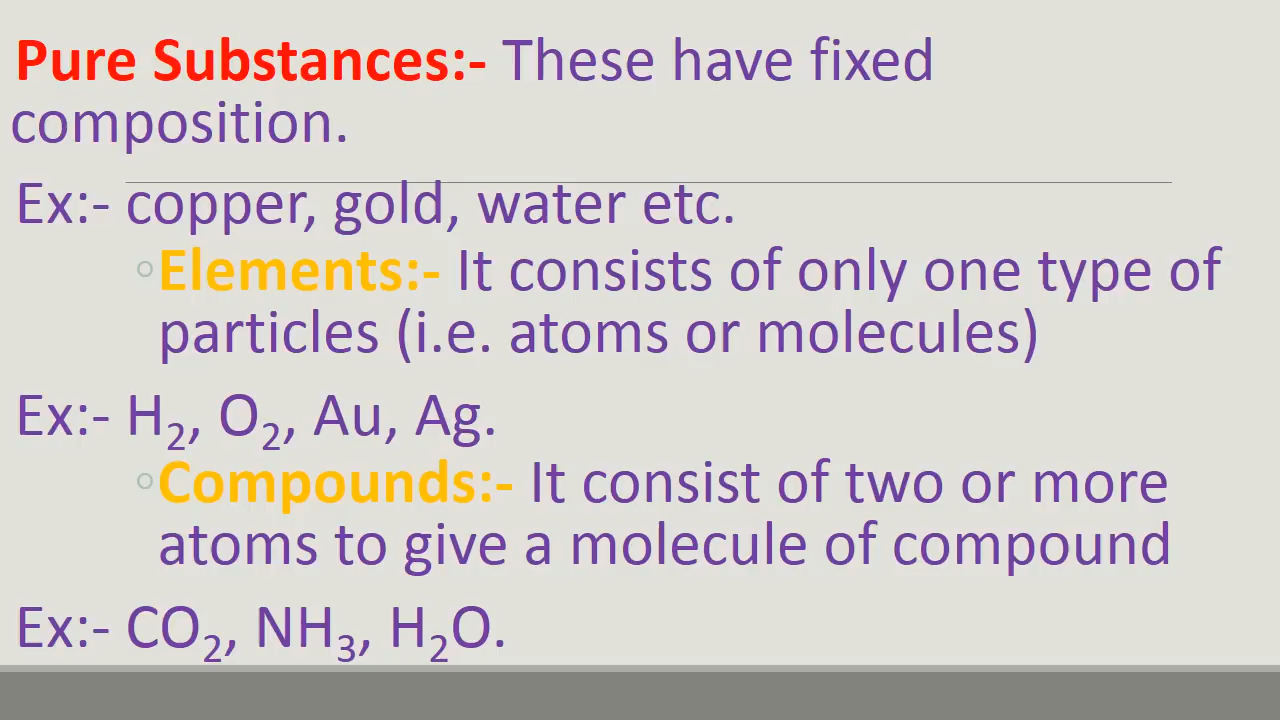 Pure Substances:- These have fixed
composition.
Ex:- copper, gold, water etc.
◦Elements:- It consists of only one type of
particles (i.e. atoms or molecules)
Ex:- H₂, O₂, Au, Ag.
◦Compounds:- It consist of two or more
atoms to give a molecule of compound
Ex:- CO₂, NH₃, H₂O.